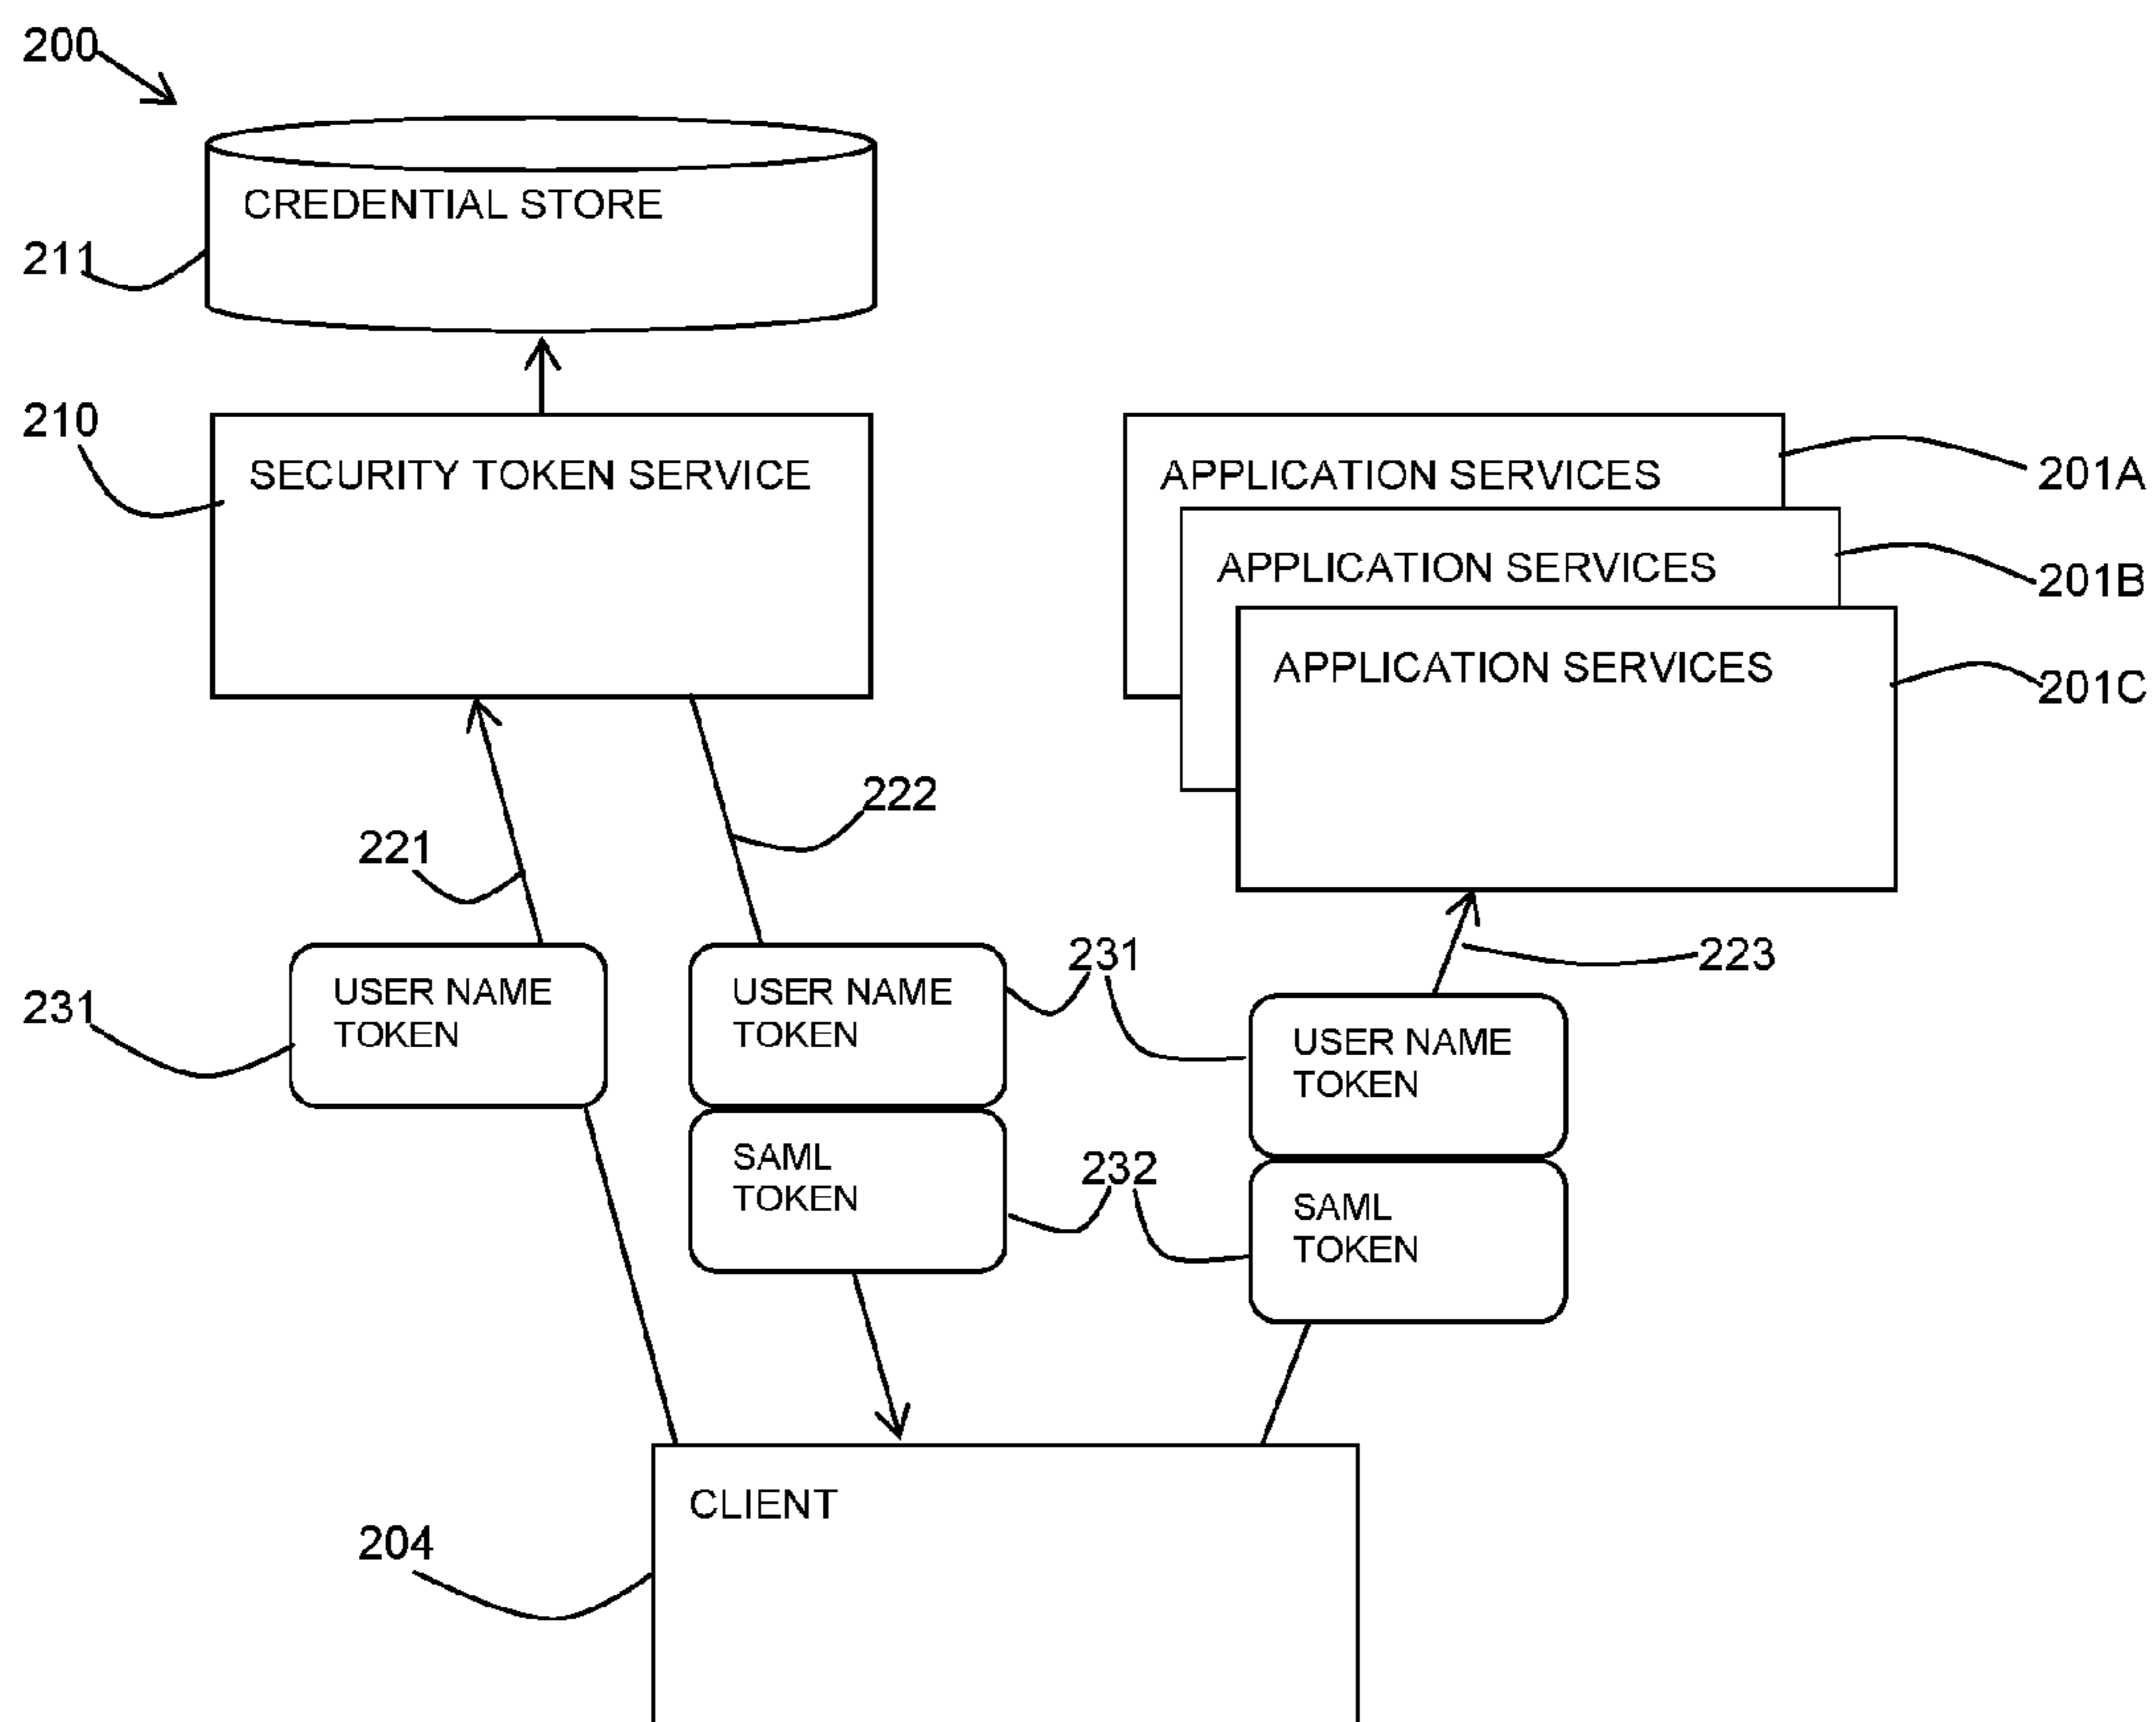 200
CREDENTIAL STORE
211
210
SECURITY TOKEN SERVICE
APPLICATION SERVICES
201A
APPLICATION SERVICES
201B
APPLICATION SERVICES
201C
222
221
231
223
USER NAME
TOKEN
231
USER NAME
TOKEN
USER NAME
TOKEN
SAML
TOKEN
232
SAML
TOKEN
CLIENT
204